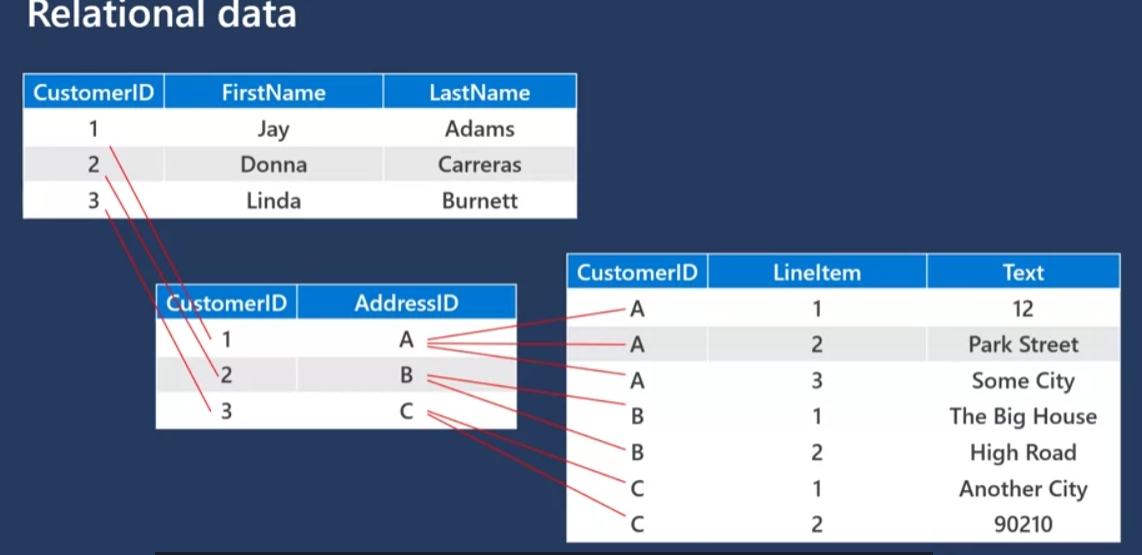 Relational data
CustomerID FirstName LastName
1 Jay Adams
2 Donna Carreras
3 Linda Burnett
CustomerID AddressID
1 A
2 B
3 C
CustomerID LineItem Text
A 1 12
A 2 Park Street
A 3 Some City
B 1 The Big House
B 2 High Road
C 1 Another City
C 2 90210